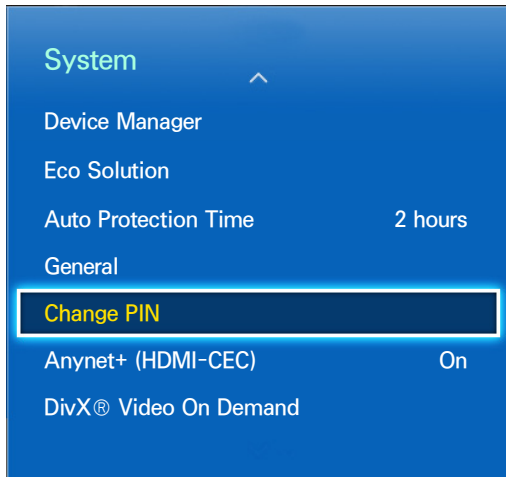 System
Device Manager
Eco Solution
Auto Protection Time 2 hours
General
Change PIN
Anynet+ (HDMI-CEC) On
DivX® Video On Demand